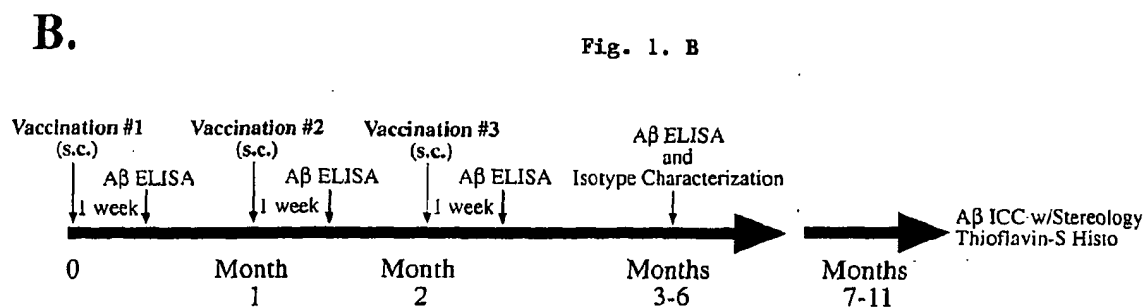 B.
Fig. 1. B
Vaccination #1
(s.c.)
Vaccination #2
(s.c.)
Vaccination #3
(s.c.)
Aβ ELISA
and
Isotype Characterization
Aβ ELISA
Aβ ELISA
Aβ ELISA
1 week
1 week
1 week
Aβ ICC w/Stereology
Thioflavin-S Histo
0
Month
1
Month
2
Months
3-6
Months
7-11